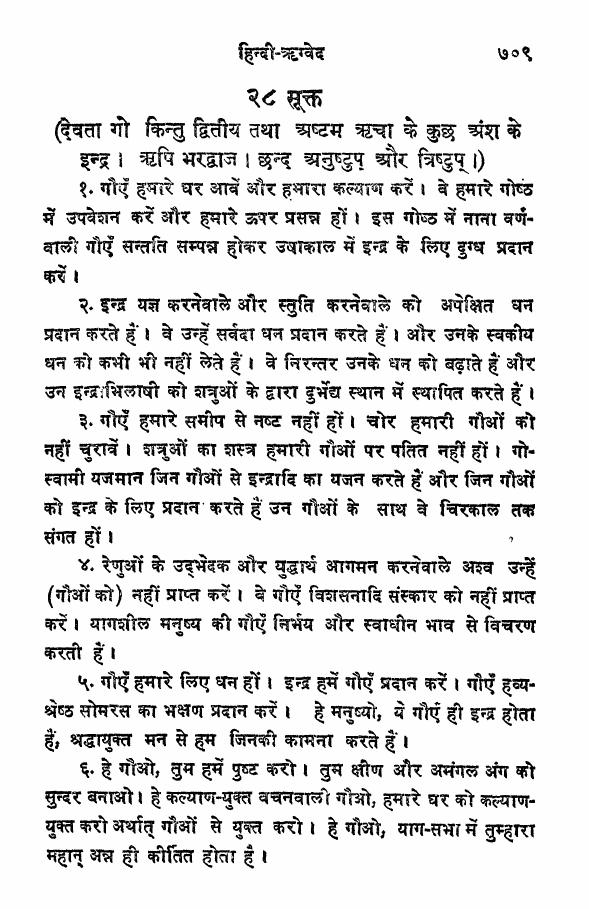 हिन्दी-ऋग्वेद ७०९
२८ सूक्त
(देवता गो किन्तु द्वितीय तथा अष्टम ऋचा के कुछ अंश के
इन्द्र। ऋषि भरद्वाज। छन्द अनुष्टुप् और त्रिष्टुप्।)
१. गौएँ हमारे घर आवें और हमारा कल्याण करें। वे हमारे गोष्ठ
में उपवेशन करें और हमारे ऊपर प्रसन्न हों। इस गोष्ठ में नाना वर्ण-
वाली गौएँ सन्तति सम्पन्न होकर उषाकाल में इन्द्र के लिए दुग्ध प्रदान
करें।
२. इन्द्र यज्ञ करनेवाले और स्तुति करनेवाले को अपेक्षित धन
प्रदान करते हैं। वे उन्हें सर्वदा धन प्रदान करते हैं। और उनके स्वकीय
धन को कभी भी नहीं लेते हैं। वे निरन्तर उनके धन को बढ़ाते हैं और
उन इन्द्राभिलाषी को शत्रुओं के द्वारा दुर्भेद्य स्थान में स्थापित करते हैं।
३. गौएँ हमारे समीप से नष्ट नहीं हों। चोर हमारी गौओं को
नहीं चुरावें। शत्रुओं का शस्त्र हमारी गौओं पर पतित नहीं हों। गो-
स्वामी यजमान जिन गौओं से इन्द्रादि का यजन करते हैं और जिन गौओं
को इन्द्र के लिए प्रदान करते हैं उन गौओं के साथ वे चिरकाल तक
संगत हों।
४. रेणुओं के उद्भेदक और युद्धार्थ आगमन करनेवाले अश्व उन्हें
(गौओं को) नहीं प्राप्त करें। वे गौएँ विशसनादि संस्कार को नहीं प्राप्त
करें। यागशील मनुष्य की गौएँ निर्भय और स्वाधीन भाव से विचरण
करती हैं।
५. गौएँ हमारे लिए धन हों। इन्द्र हमें गौएँ प्रदान करें। गौएँ हव्य-
श्रेष्ठ सोमरस का भक्षण प्रदान करें। हे मनुष्यो, ये गौएँ ही इन्द्र होता
हैं, श्रद्धायुक्त मन से हम जिनकी कामना करते हैं।
६. हे गौओ, तुम हमें पुष्ट करो। तुम क्षीण और अमंगल अंग को
सुन्दर बनाओ। हे कल्याण-युक्त वचनवाली गौओ, हमारे घर को कल्याण-
युक्त करो अर्थात् गौओं से युक्त करो। हे गौओ, याग-सभा में तुम्हारा
महान् अन्न ही कीर्तित होता है।